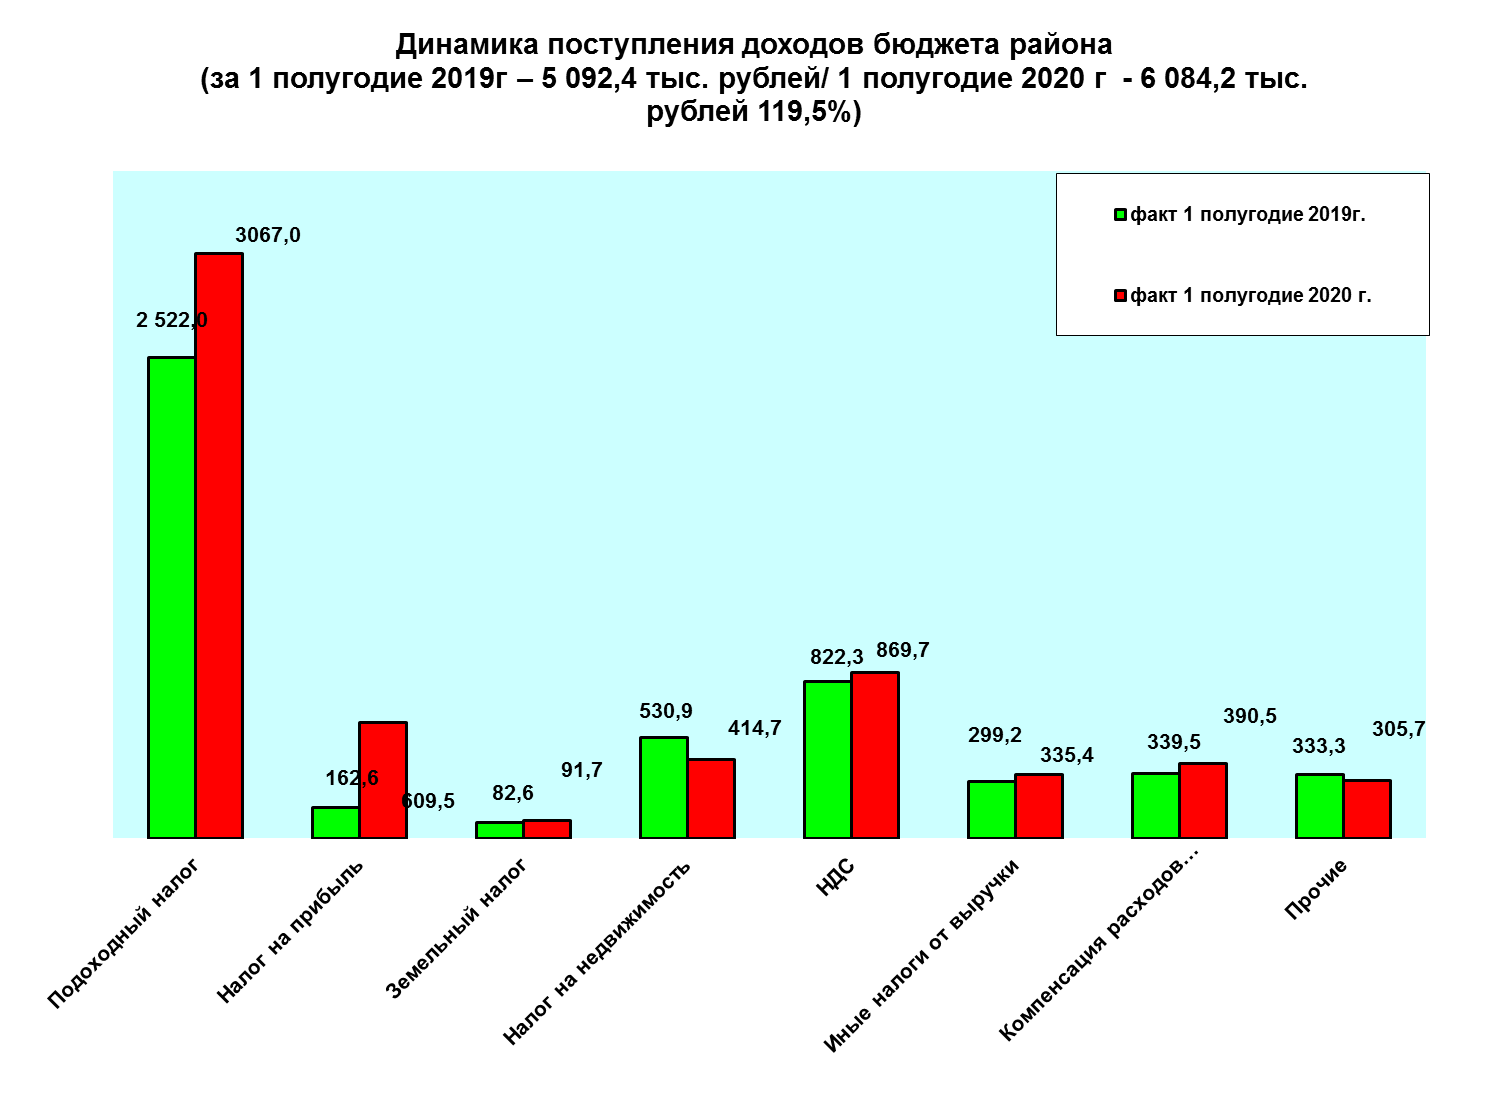 Динамика поступления доходов бюджета района
(за 1 полугодие 2019г – 5 092,4 тыс. рублей/ 1 полугодие 2020 г  - 6 084,2 тыс.
рублей 119,5%)
факт 1 полугодие 2019г.
факт 1 полугодие 2020 г.
3067,0
2 522,0
162,6
609,5
82,6
91,7
530,9
414,7
822,3
869,7
299,2
335,4
339,5
390,5
333,3
305,7
Подоходный налог
Налог на прибыль
Земельный налог
Налог на недвижимость
НДС
Иные налоги от выручки
Компенсация расходов...
Прочие